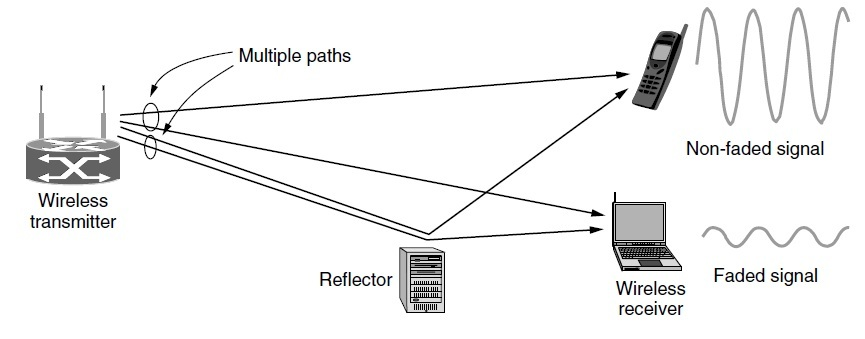 Multiple paths
Non-faded signal
Wireless
transmitter
Reflector
Wireless
receiver
Faded signal